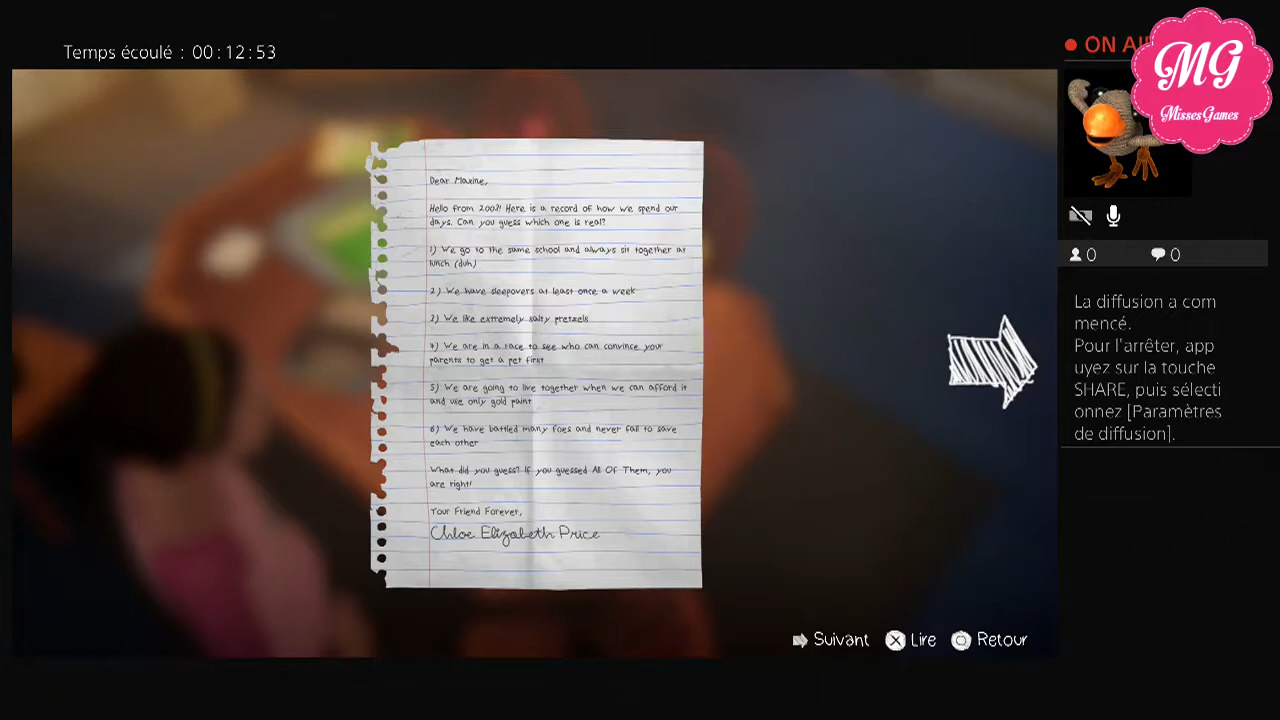 Temps écoulé : 00:12:53
ON AI
MG
MissesGames
Dear Maxine,
Hello from 2003! Here is a record of how we spend our
days. Can you guess which one is real?
1) We go to the same school and always sit together at
lunch (duh)
2) We have sleepovers at least once a week
3) We like extremely salty pretzels
4) We are in a race to see who can convince your
parents to get a pet first
5) We are going to live together when we can afford it
and use only gold paint
6) We have battled many foes and never fail to save
each other
What did you guess? If you guessed All Of Them, you
are right!
Your Friend Forever,
Chloe Elizabeth Price
0
0
La diffusion a com
mencé.
Pour l'arrêter, app
uyez sur la touche
SHARE, puis sélecti
onnez [Paramètres
de diffusion].
Suivant
Lire
Retour